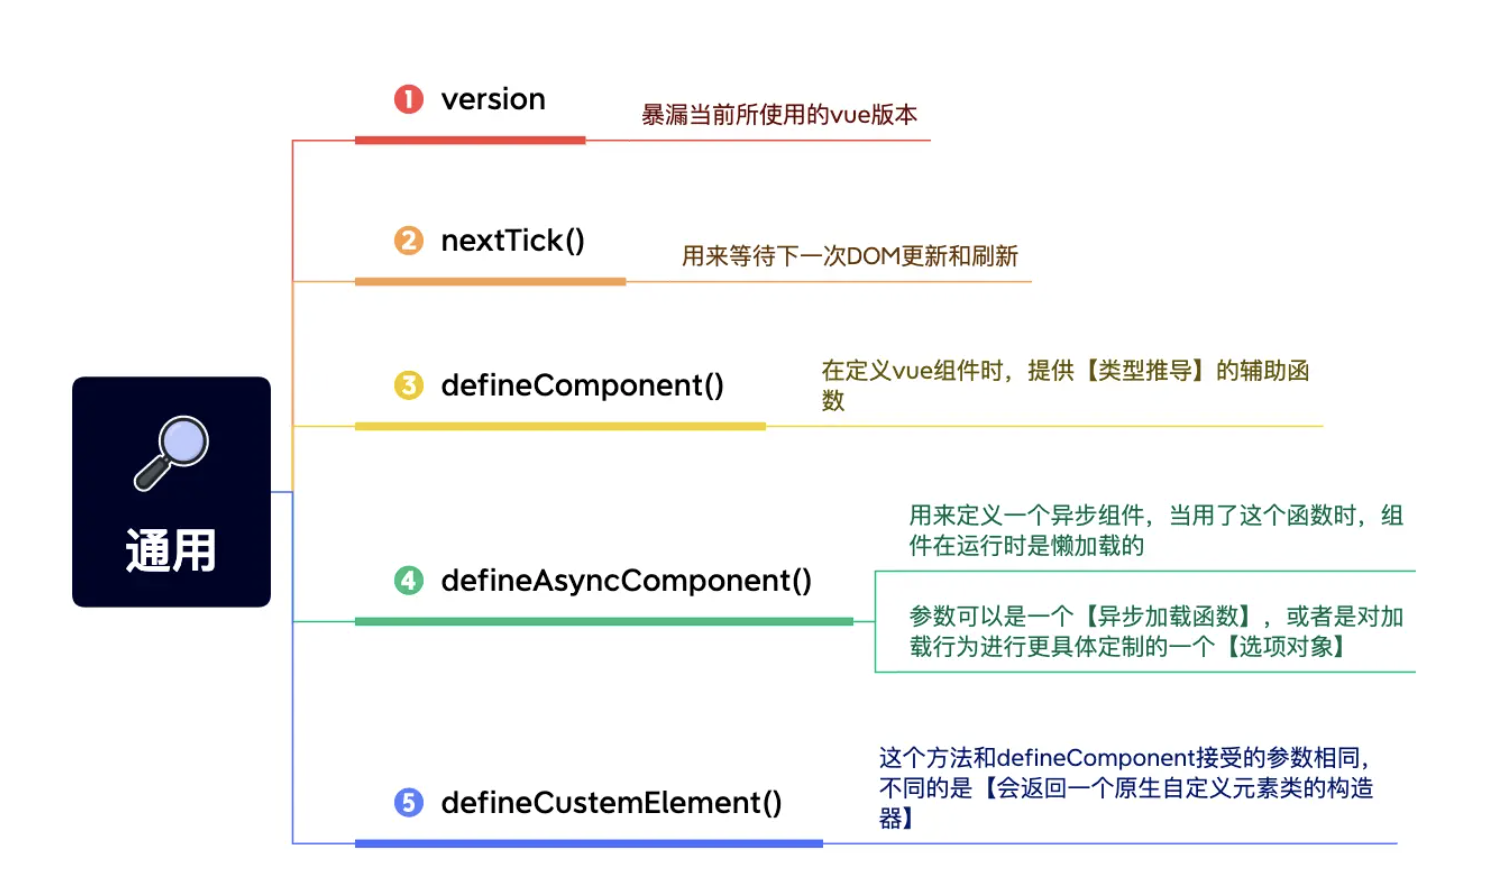 通用
1 version
暴漏当前所使用的vue版本
2 nextTick()
用来等待下一次DOM更新和刷新
3 defineComponent()
在定义vue组件时，提供【类型推导】的辅助函
数
4 defineAsyncComponent()
用来定义一个异步组件，当用了这个函数时，组
件在运行时是懒加载的
参数可以是一个【异步加载函数】，或者是对加
载行为进行更具体定制的一个【选项对象】
5 defineCustemElement()
这个方法和defineComponent接受的参数相同，
不同的是【会返回一个原生自定义元素类的构造
器】